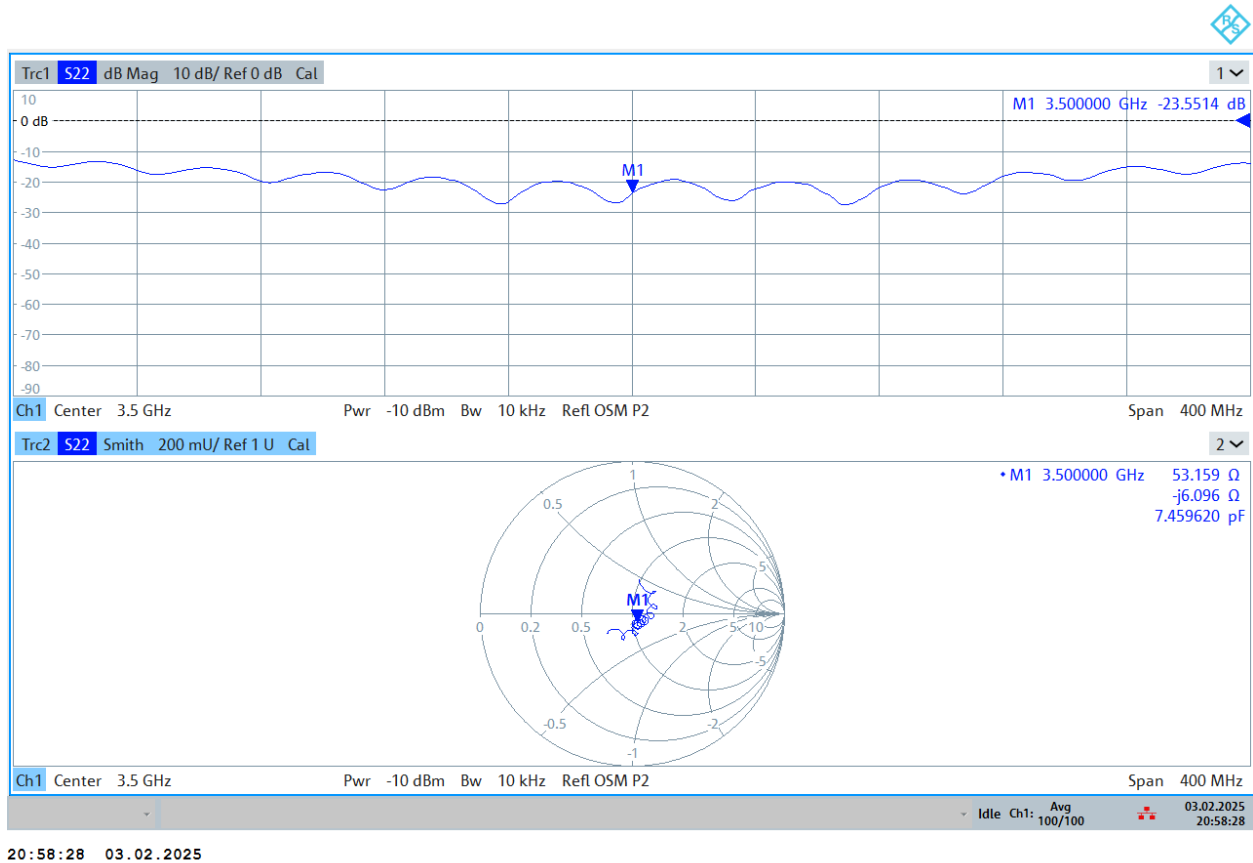 R&S
Trc1 S22 dB Mag 10 dB/ Ref 0 dB Cal 1
10
0 dB
-10
-20
-30
-40
-50
-60
-70
-80
-90
M1 3.500000 GHz -23.5514 dB
M1
Ch1 Center 3.5 GHz Pwr -10 dBm Bw 10 kHz Refl OSM P2 Span 400 MHz
Trc2 S22 Smith 200 mU/ Ref 1 U Cal 2
• M1 3.500000 GHz 53.159 Ω
-j6.096 Ω
7.459620 pF
1
0.5 2
5
M1
0 0.2 0.5 2 5 10
-5
-0.5 -2
-1
Ch1 Center 3.5 GHz Pwr -10 dBm Bw 10 kHz Refl OSM P2 Span 400 MHz
Idle Ch1: Avg 100/100 03.02.2025
20:58:28
20:58:28 03.02.2025